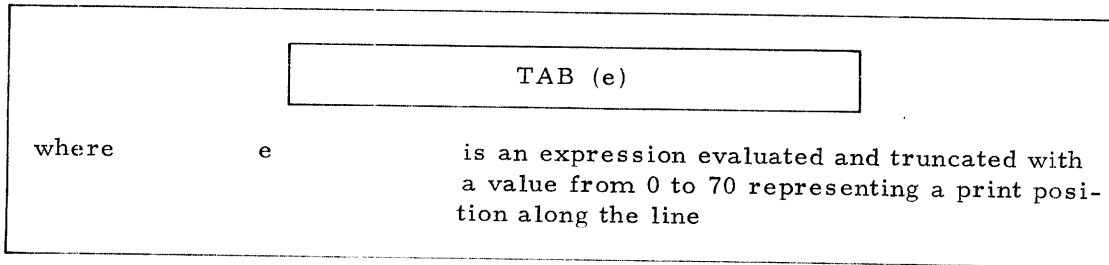 TAB (e)
where e is an expression evaluated and truncated with
a value from 0 to 70 representing a print posi-
tion along the line